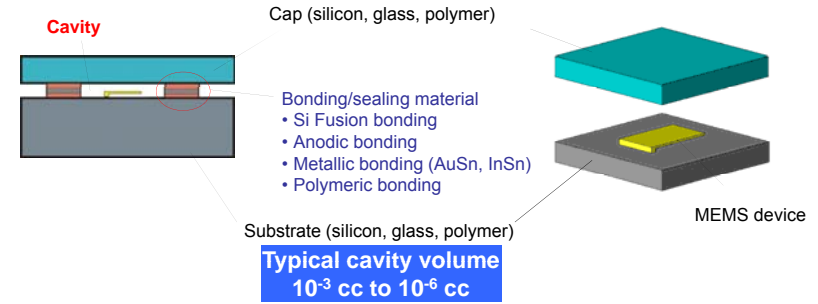 Cap (silicon, glass, polymer)
Cavity
Bonding/sealing material
• Si Fusion bonding
• Anodic bonding
• Metallic bonding (AuSn, InSn)
• Polymeric bonding
MEMS device
Substrate (silicon, glass, polymer)
Typical cavity volume
10⁻³ cc to 10⁻⁶ cc